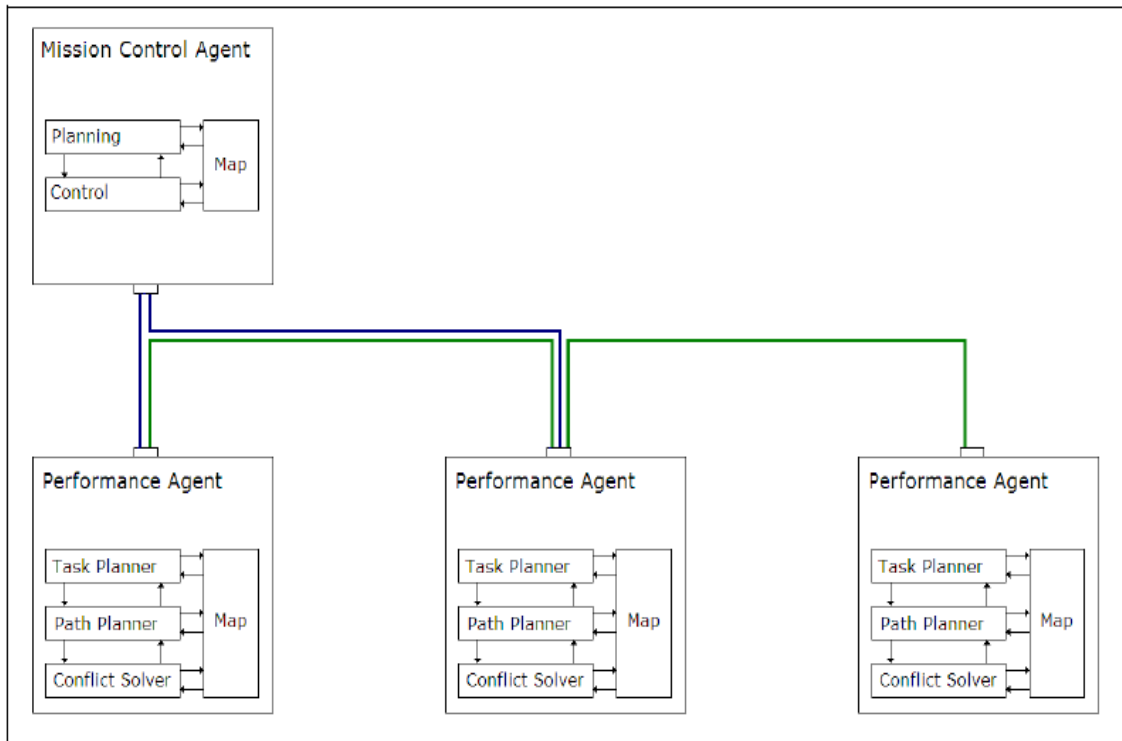 Mission Control Agent
Planning
Map
Control
Performance Agent
Task Planner
Path Planner
Map
Conflict Solver
Performance Agent
Task Planner
Path Planner
Map
Conflict Solver
Performance Agent
Task Planner
Path Planner
Map
Conflict Solver